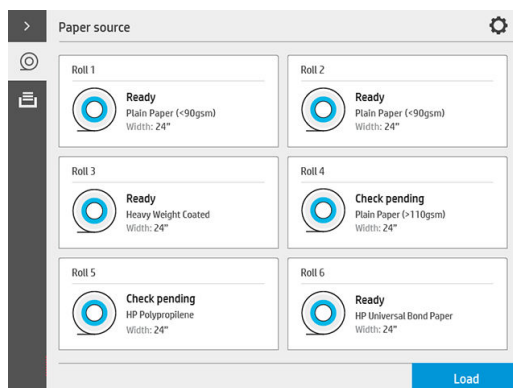 Paper source
Roll 1
Ready
Plain Paper (<90gsm)
Width: 24"
Roll 2
Ready
Plain Paper (<90gsm)
Width: 24"
Roll 3
Ready
Heavy Weight Coated
Width: 24"
Roll 4
Check pending
Plain Paper (>110gsm)
Width: 24"
Roll 5
Check pending
HP Polypropilene
Width: 24"
Roll 6
Ready
HP Universal Bond Paper
Width: 24"
Load